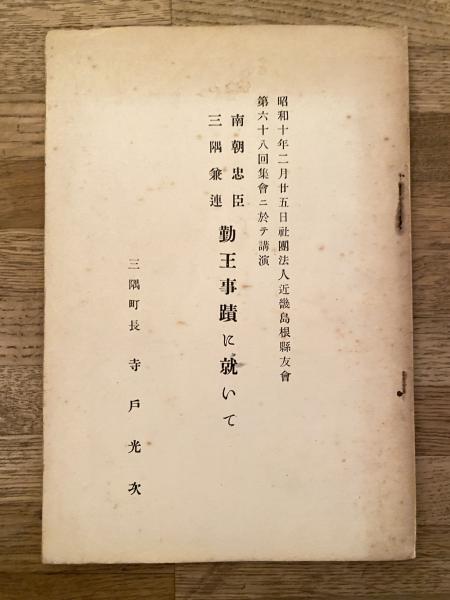 昭和十年二月廿五日社團法人近畿島根縣友會
第六十八回集會ニ於テ講演
南朝忠臣
三隅兼連
勤王事蹟に就いて
三隅町長 寺戸光次